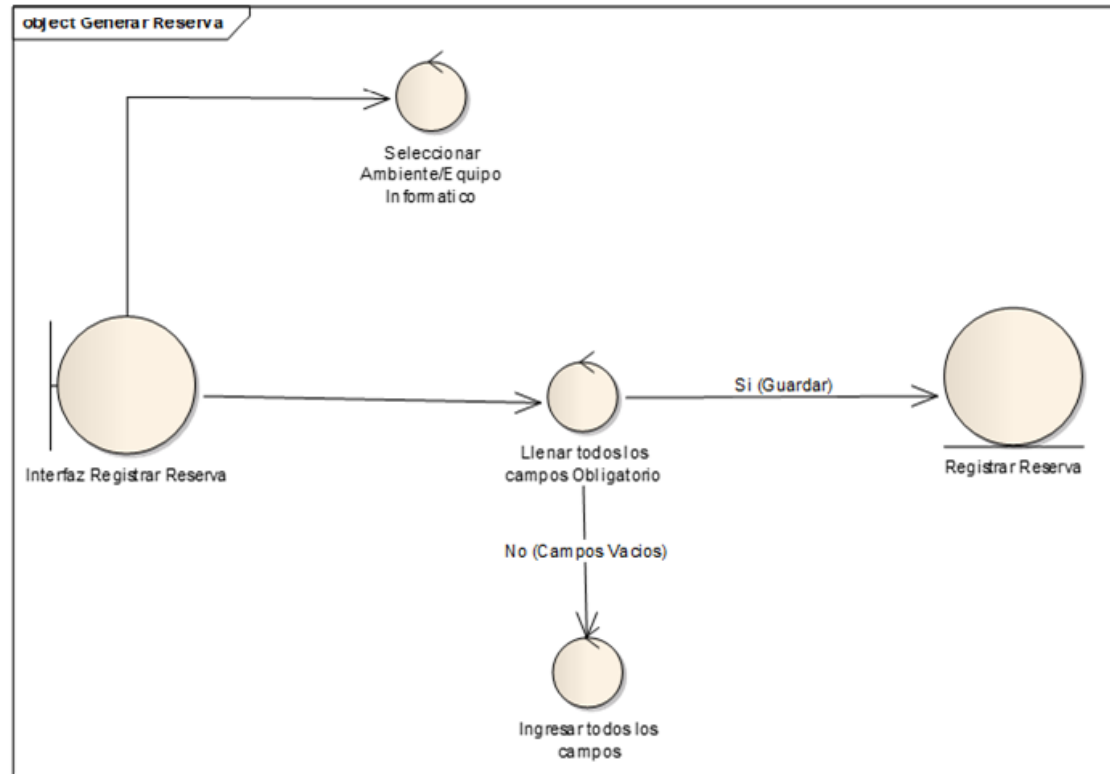 object Generar Reserva
Seleccionar
Ambiente/Equipo
Informatico
Interfaz Registrar Reserva
Llenar todos los
campos Obligatorio
Si (Guardar)
Registrar Reserva
No (Campos Vacios)
Ingresar todos los
campos